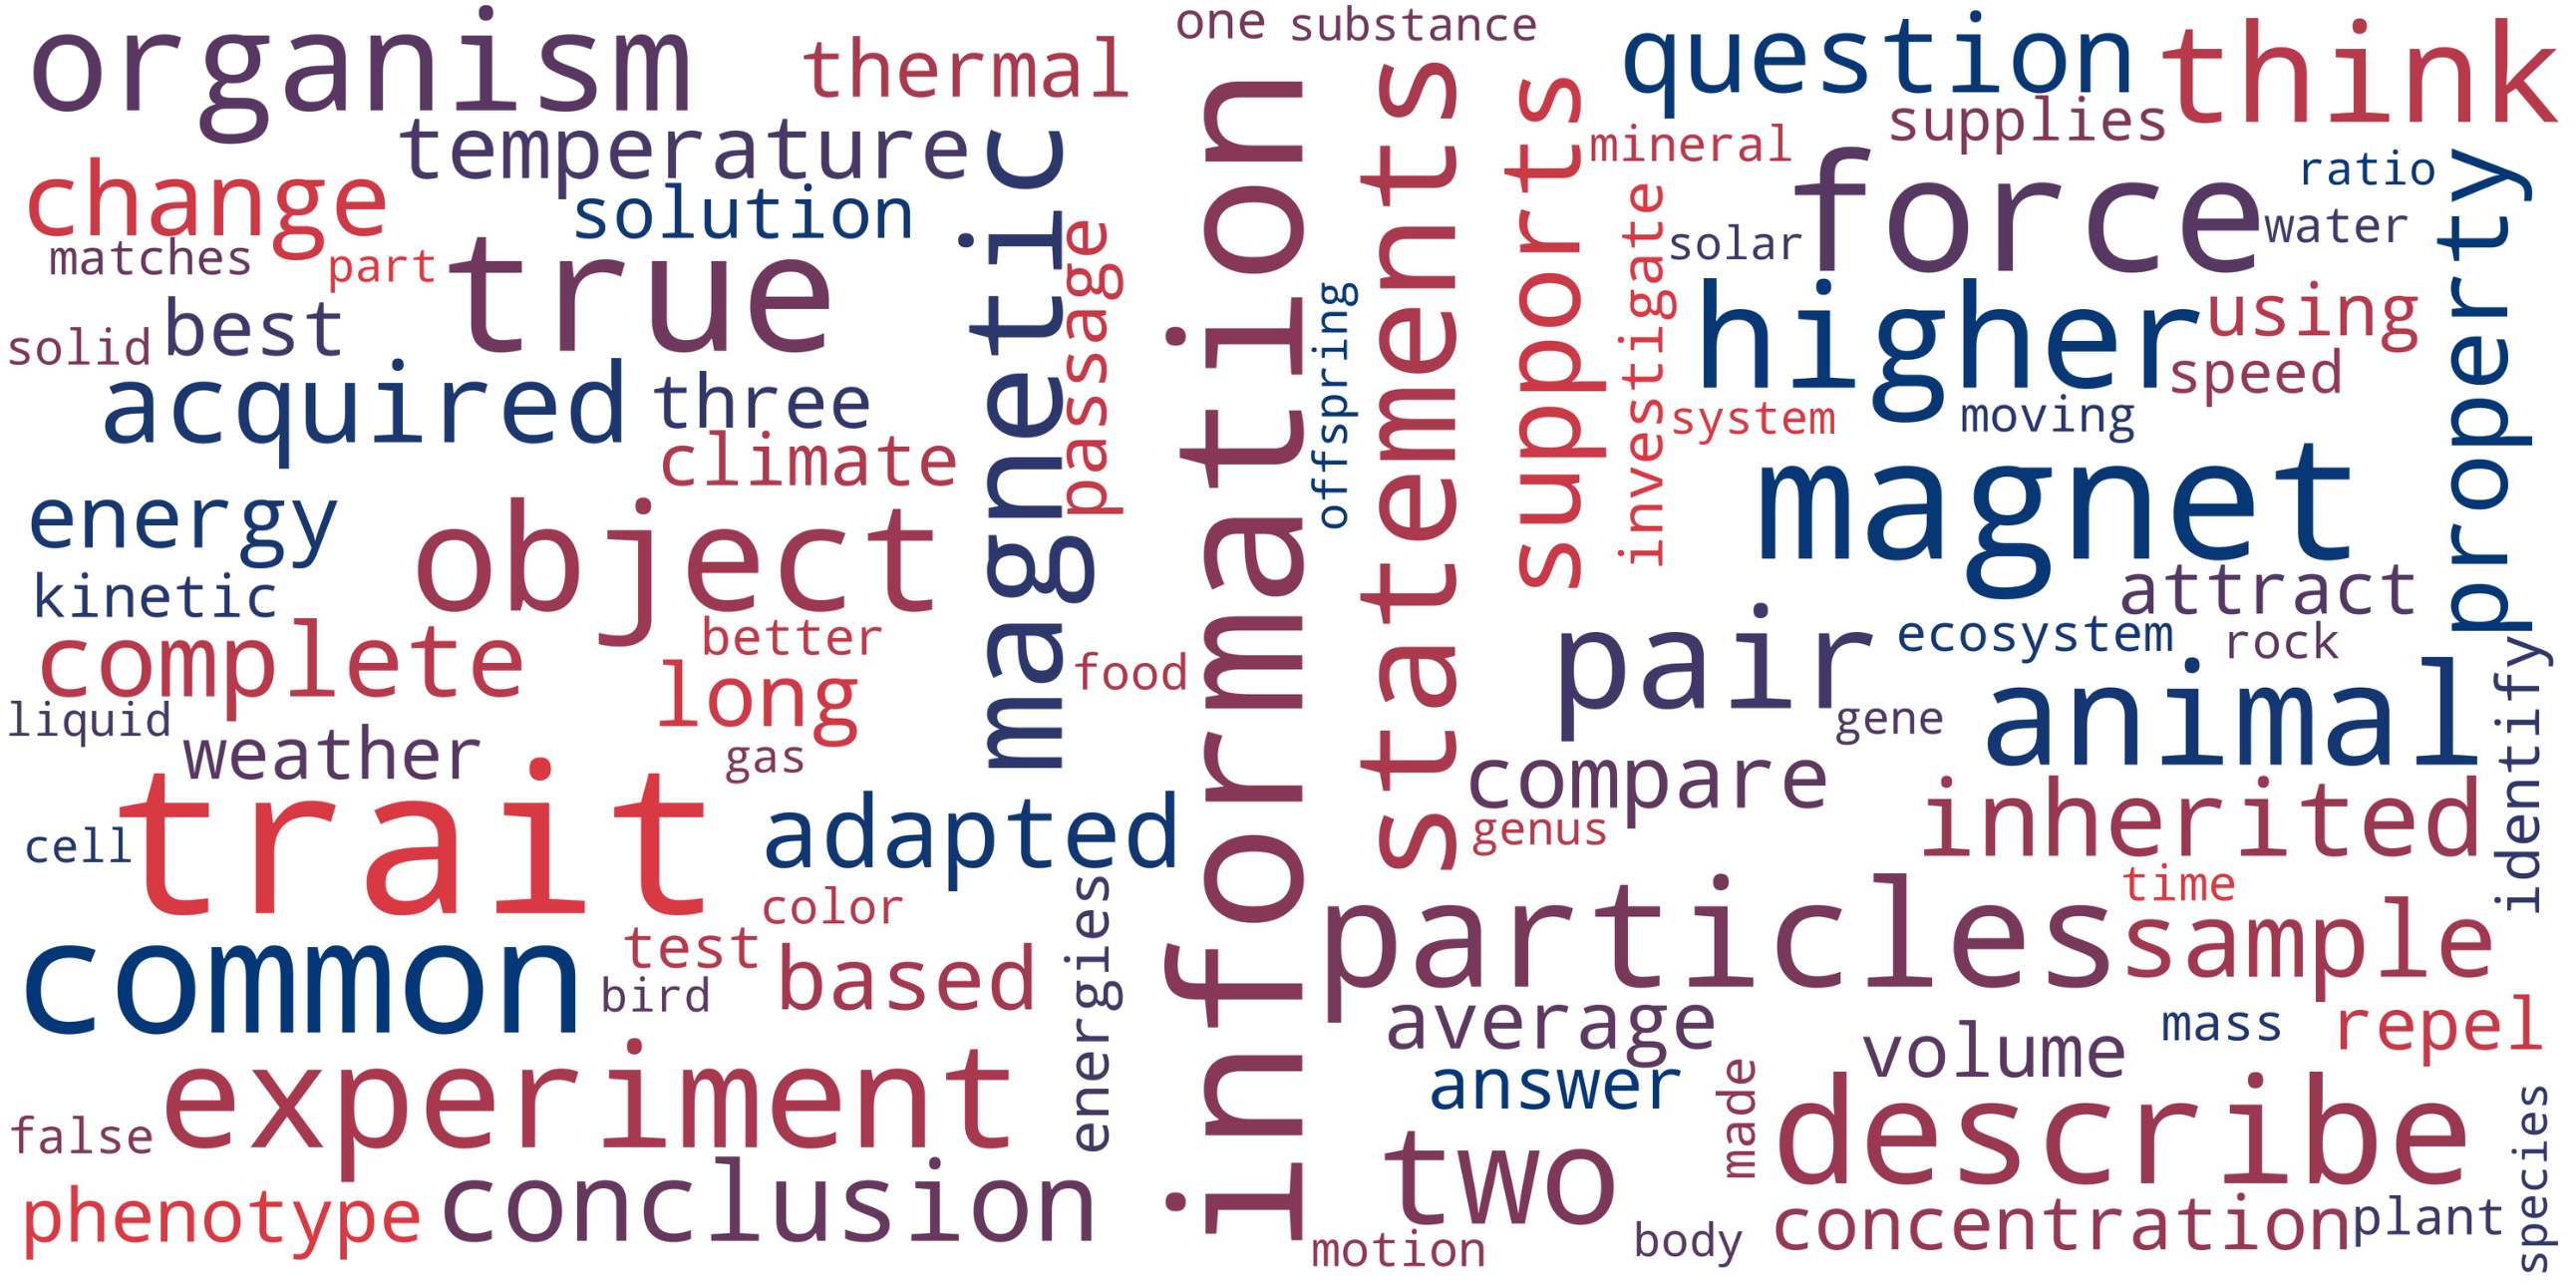 organism
thermal
one
substance
question
think
temperature
change
solution
matches
part
true
magnetic
passage
information
offspring
statements
supports
investigate
mineral
supplies
force
ratio
water
solar
property
solid
best
higher
using
speed
acquired
three
climate
system
moving
energy
object
magnet
kinetic
attract
complete
better
long
food
pair
ecosystem
rock
liquid
weather
gas
gene
animal
identify
trait
cell
adapted
compare
genus
inherited
color
energies
particles
time
sample
common
test
bird
based
average
volume
mass
repel
experiment
answer
made
describe
species
false
phenotype
conclusion
two
motion
body
concentration
plant